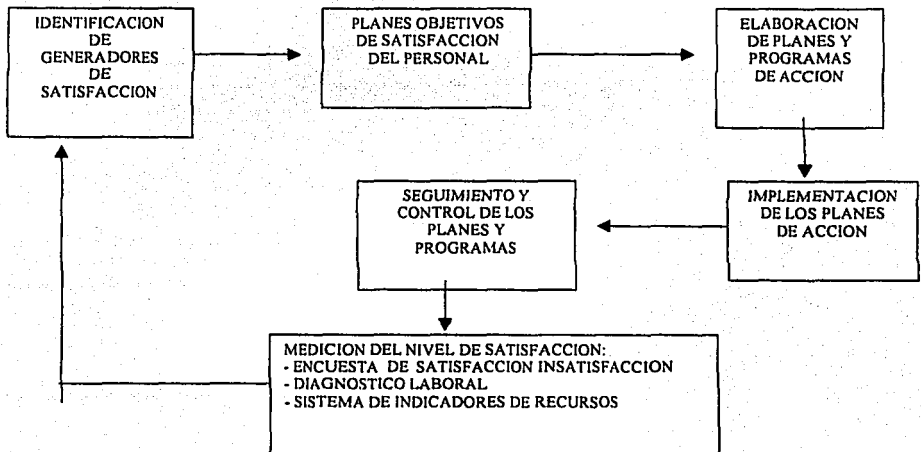 IDENTIFICACION
DE
GENERADORES
DE
SATISFACCION
PLANES OBJETIVOS
DE SATISFACCION
DEL PERSONAL
ELABORACION
DE PLANES Y
PROGRAMAS
DE ACCION
IMPLEMENTACION
DE LOS PLANES
DE ACCION
SEGUIMIENTO Y
CONTROL DE LOS
PLANES Y
PROGRAMAS
MEDICION DEL NIVEL DE SATISFACCION:
- ENCUESTA DE SATISFACCION INSATISFACCION
- DIAGNOSTICO LABORAL
- SISTEMA DE INDICADORES DE RECURSOS